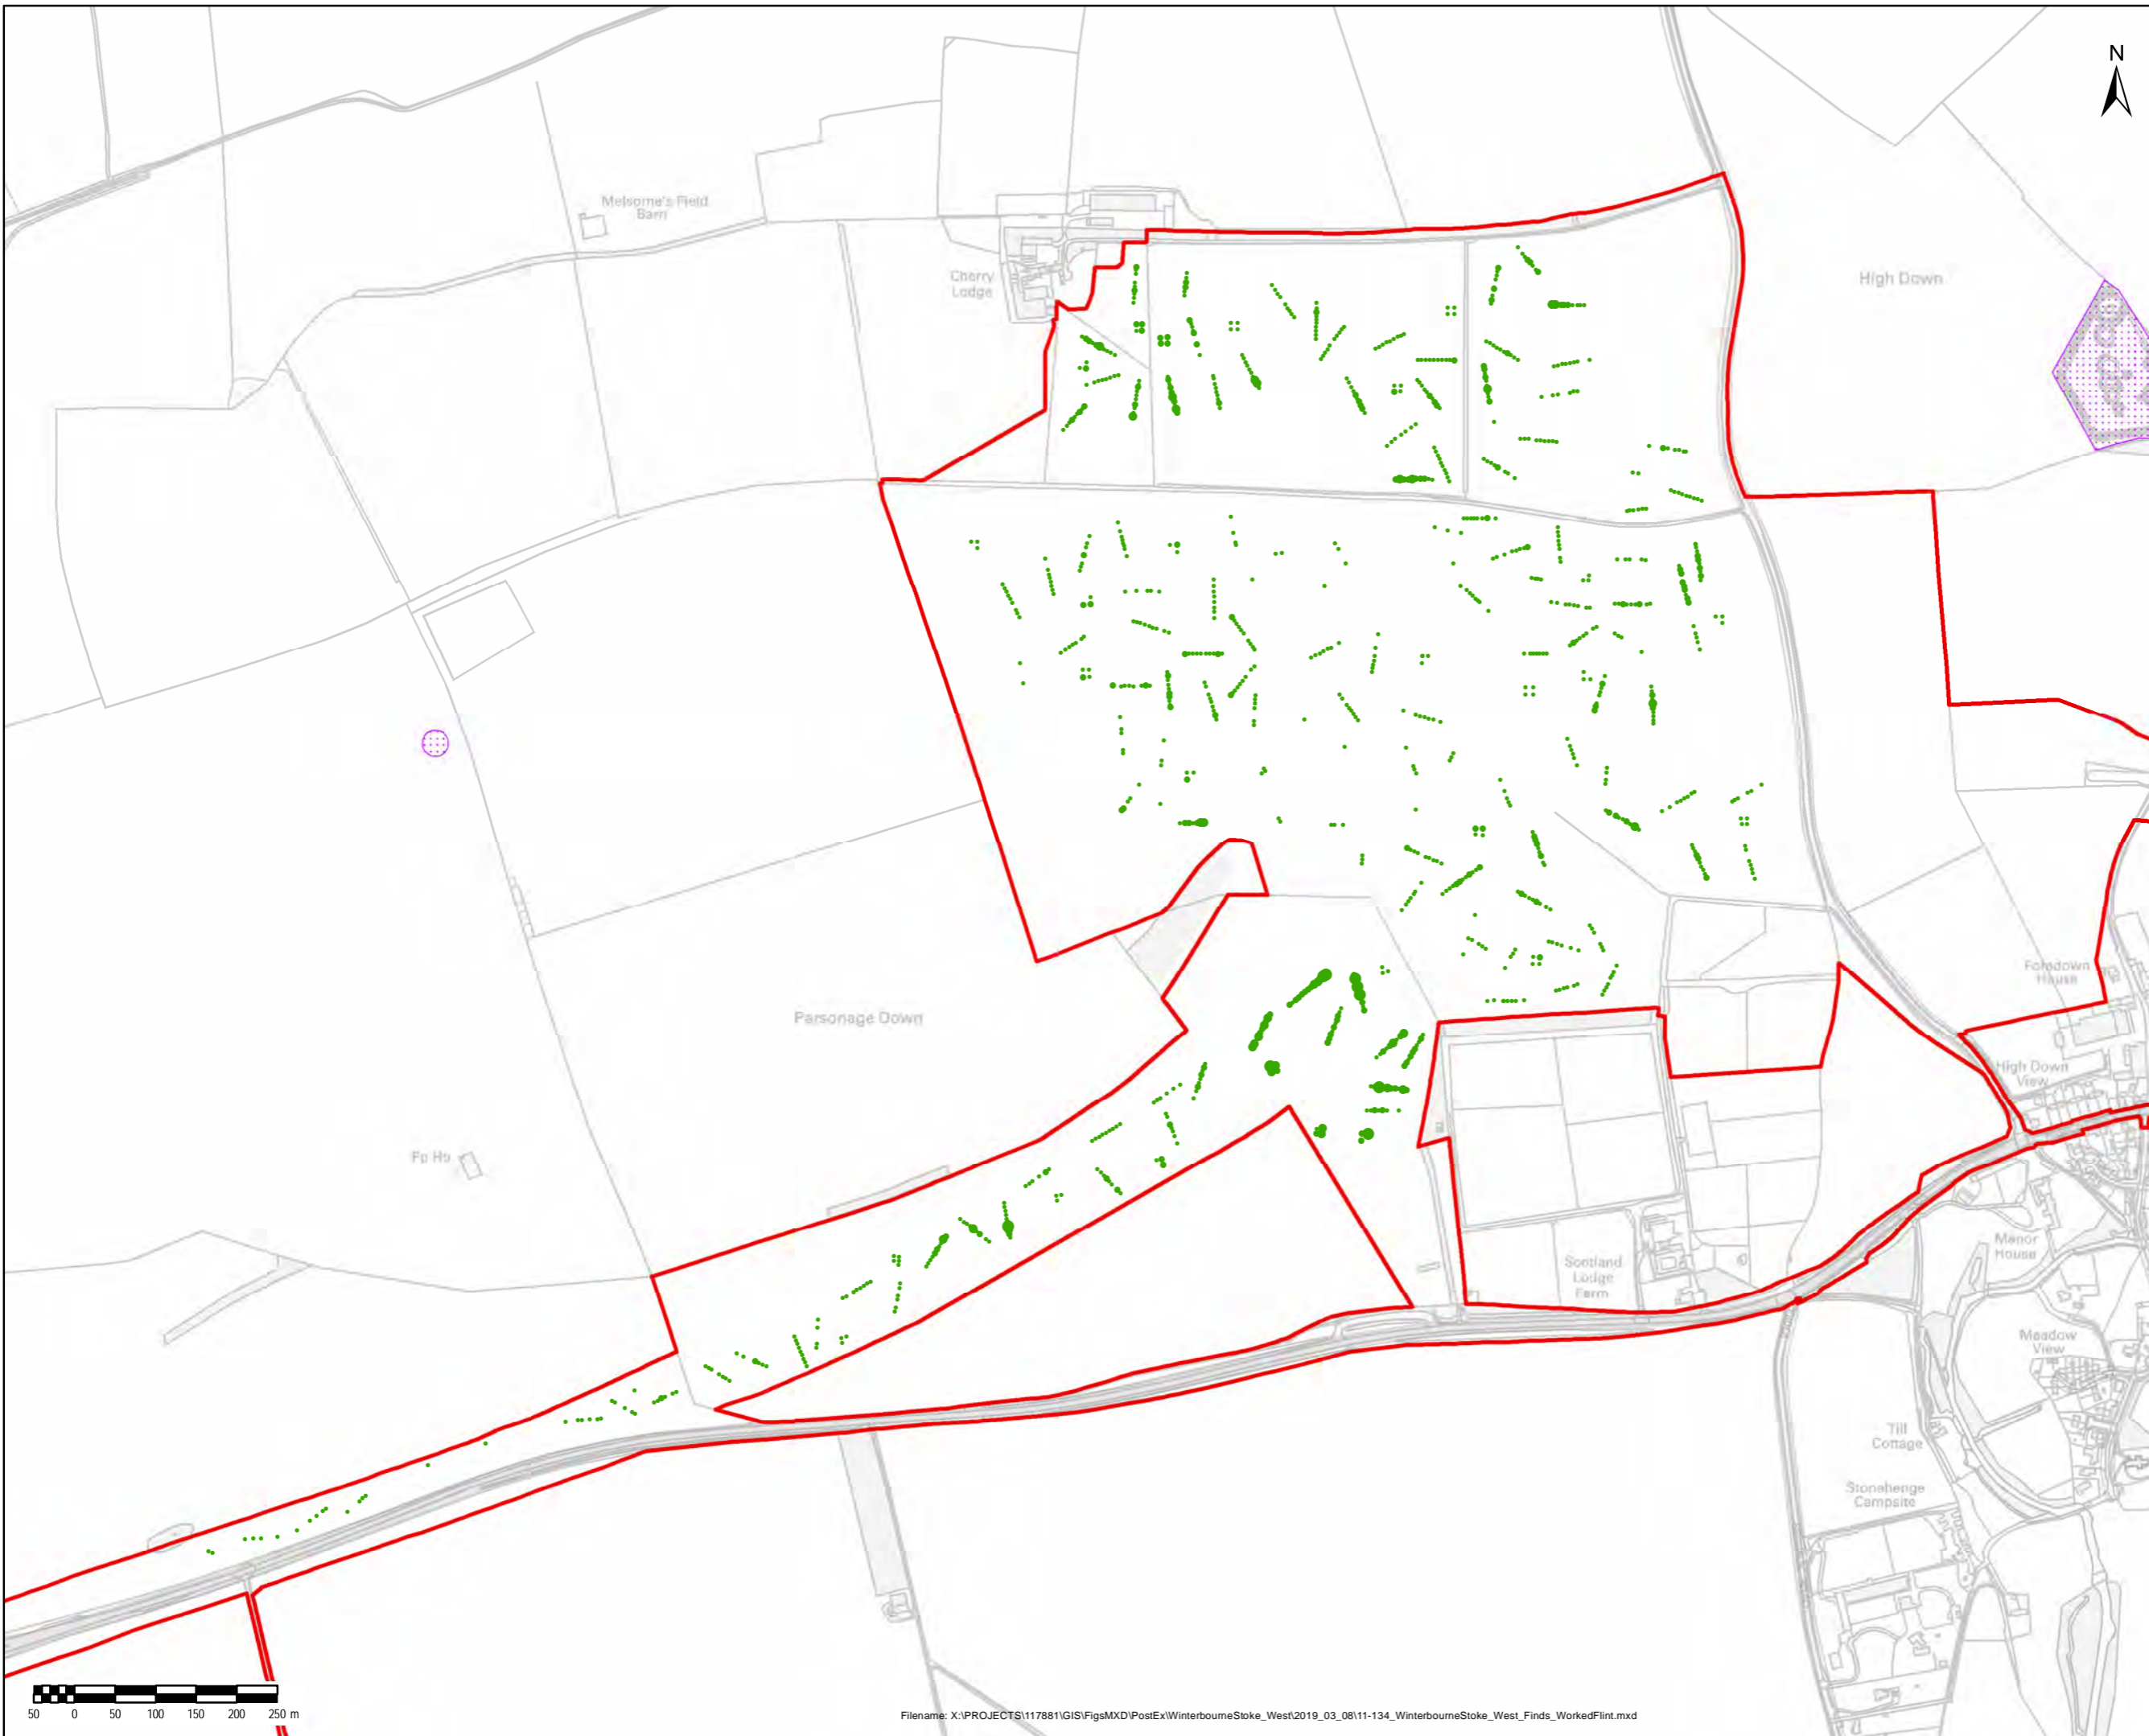 N
Melsome's Field
Barn
Cherry
Lodge
High Down
Foredown
House
Parsonage Down
High Down
View
Fp Ho
Manor
House
Scotland
Lodge
Farm
Meadow
View
Till
Cottage
Stonehenge
Campsite
50 0 50 100 150 200 250 m
Filename: X:\PROJECTS\117881\GIS\FigsMXD\PostEx\WinterbourneStoke_West\2019_03_08\11-134_WinterbourneStoke_West_Finds_WorkedFlint.mxd